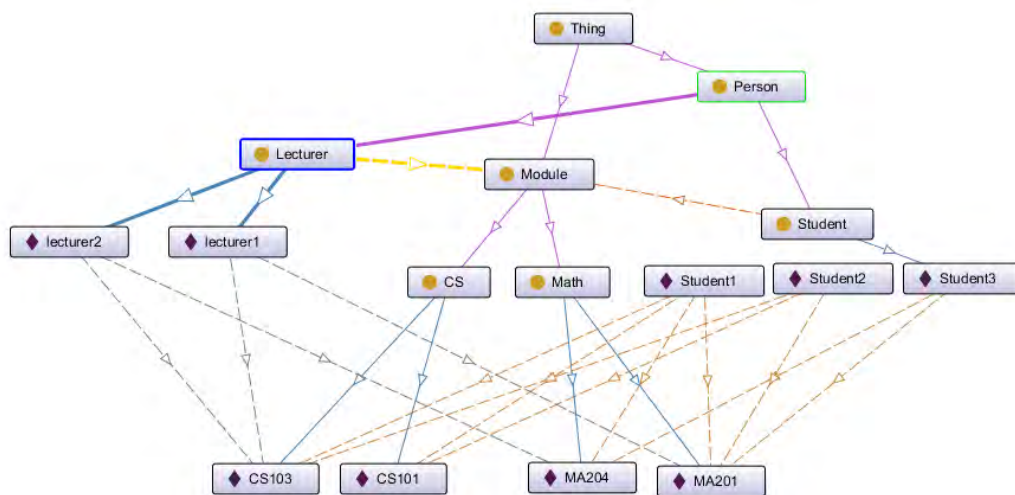 Thing
Person
Lecturer
Module
Student
lecturer2
lecturer1
CS
Math
Student1
Student2
Student3
CS103
CS101
MA204
MA201